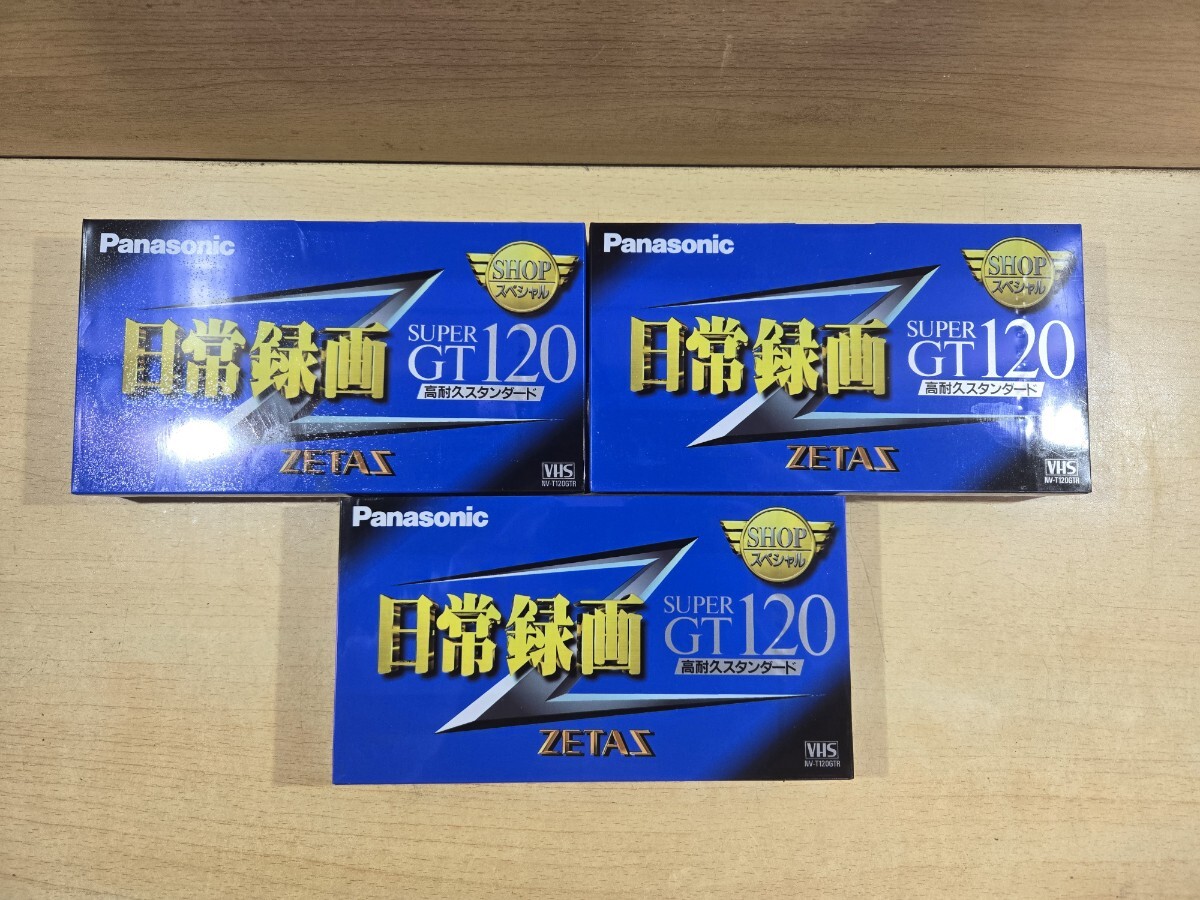 Panasonic
SHOP
スペシャル
日常録画
SUPER
GT120
高耐久スタンダード
ZETAS
VHS
NV-T120GTR
Panasonic
SHOP
スペシャル
日常録画
SUPER
GT120
高耐久スタンダード
ZETAS
VHS
NV-T120GTR
Panasonic
SHOP
スペシャル
日常録画
SUPER
GT120
高耐久スタンダード
ZETAS
VHS
NV-T120GTR